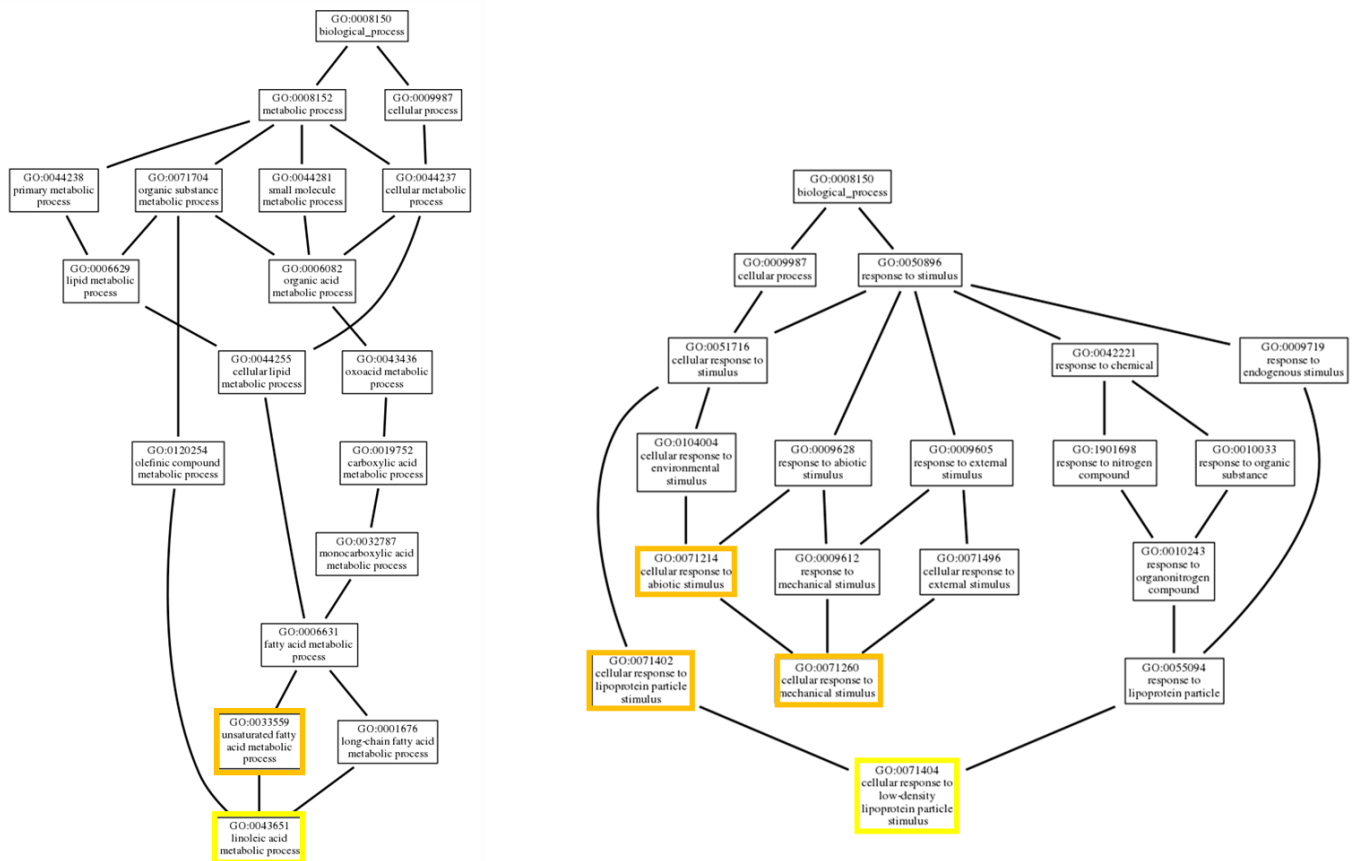 GO:0008150
biological_process
GO:0008152
metabolic process
GO:0009987
cellular process
GO:0044238
primary metabolic
process
GO:0071704
organic substance
metabolic process
GO:0044281
small molecule
metabolic process
GO:0044237
cellular metabolic
process
GO:0006629
lipid metabolic
process
GO:0006082
organic acid
metabolic process
GO:0044255
cellular lipid
metabolic process
GO:0043436
oxoacid metabolic
process
GO:0120254
olefinic compound
metabolic process
GO:0019752
carboxylic acid
metabolic process
GO:0032787
monocarboxylic acid
metabolic process
GO:0006631
fatty acid metabolic
process
GO:0033559
unsaturated fatty
acid metabolic
process
GO:0001676
long-chain fatty acid
metabolic process
GO:0043651
linoleic acid
metabolic process
GO:0008150
biological_process
GO:0009987
cellular process
GO:0050896
response to stimulus
GO:0051716
cellular response to
stimulus
GO:0042221
response to chemical
GO:0009719
response to
endogenous stimulus
GO:0104004
cellular response to
environmental
stimulus
GO:0009628
response to abiotic
stimulus
GO:0009605
response to external
stimulus
GO:1901698
response to nitrogen
compound
GO:0010033
response to organic
substance
GO:0071214
cellular response to
abiotic stimulus
GO:0009612
response to
mechanical stimulus
GO:0071496
cellular response to
external stimulus
GO:0010243
response to
organonitrogen
compound
GO:0071402
cellular response to
lipoprotein particle
stimulus
GO:0071260
cellular response to
mechanical stimulus
GO:0055094
response to
lipoprotein particle
GO:0071404
cellular response to
low-density
lipoprotein particle
stimulus